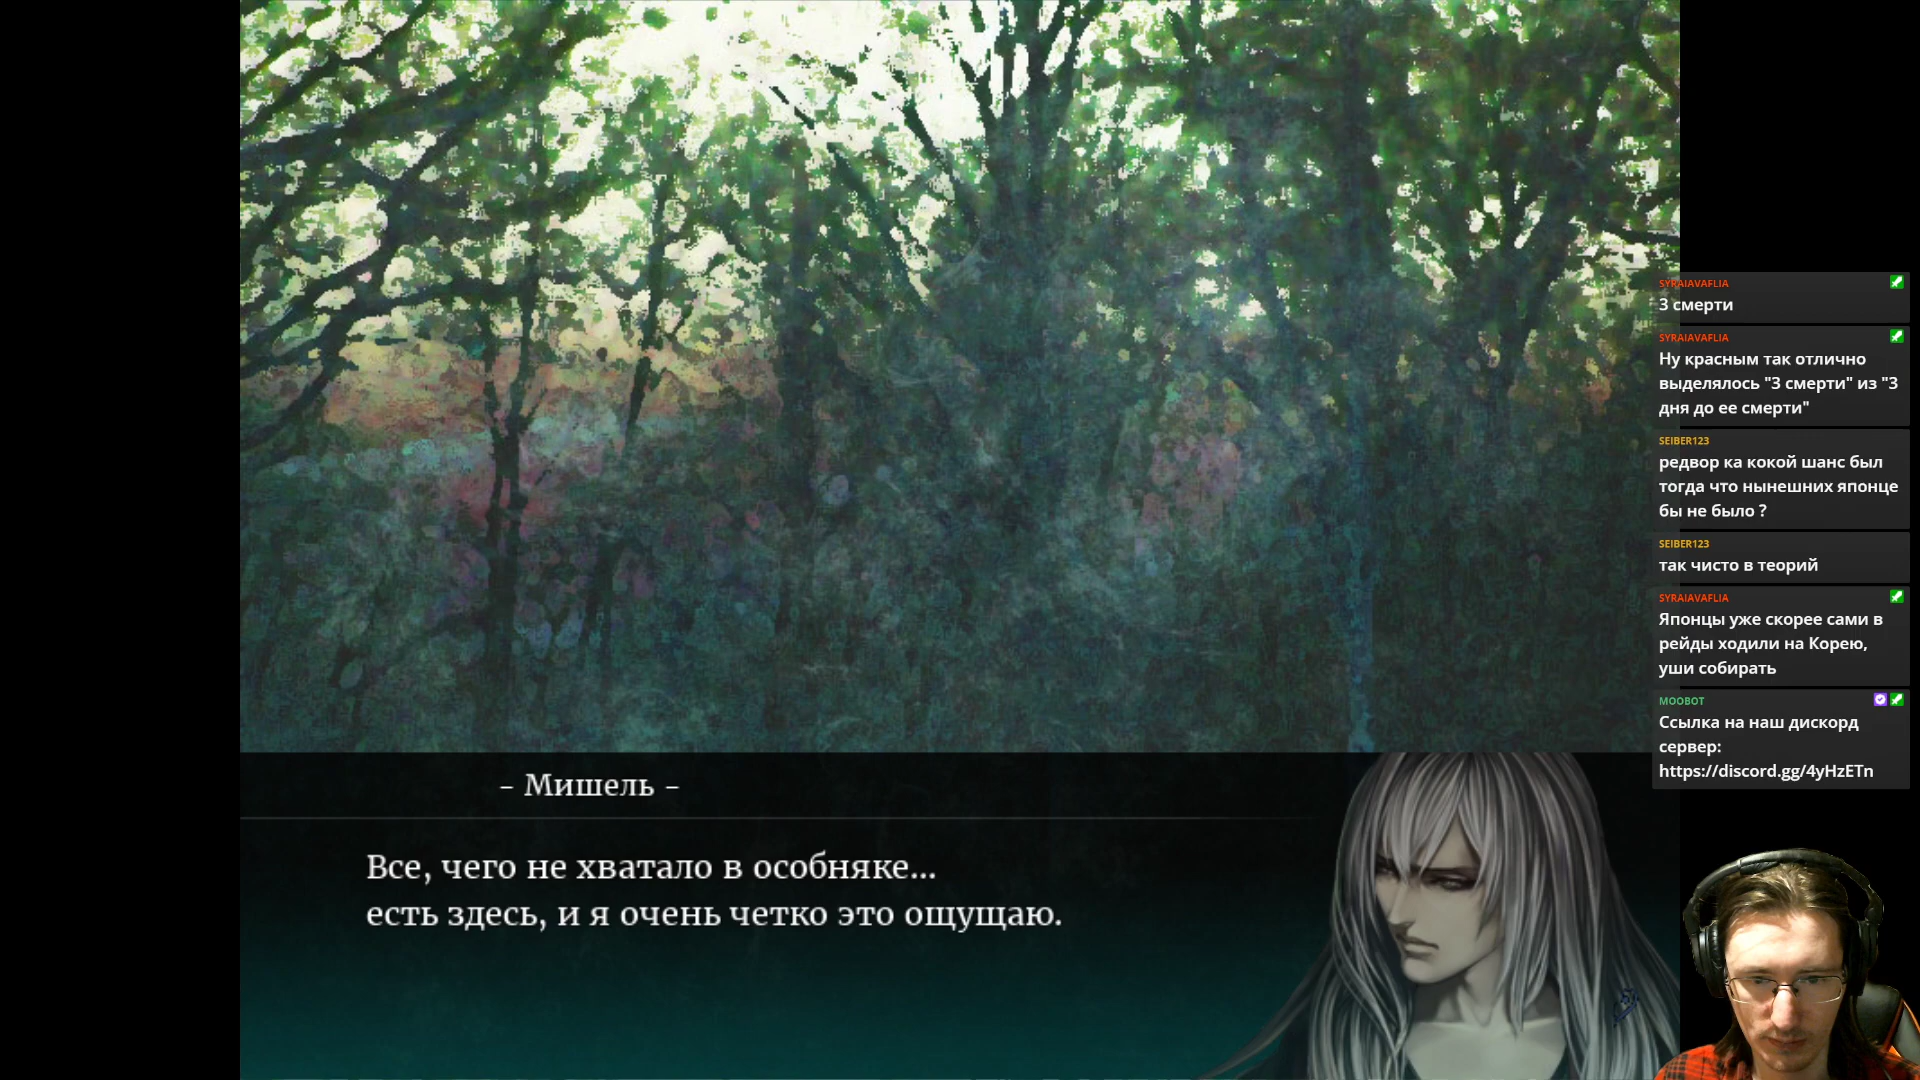 – Мишель –
Все, чего не хватало в особняке...
есть здесь, и я очень четко это ощущаю.
SYRAIAVAFLIA
3 смерти
SYRAIAVAFLIA
Ну красным так отлично
выделялось "3 смерти" из "3
дня до ее смерти"
SEIBER123
редвор ка кокой шанс был
тогда что нынешних японце
бы не было ?
SEIBER123
так чисто в теорий
SYRAIAVAFLIA
Японцы уже скорее сами в
рейды ходили на Корею,
уши собирать
MOOBOT
Ссылка на наш дискорд
сервер:
https://discord.gg/4yHzETn